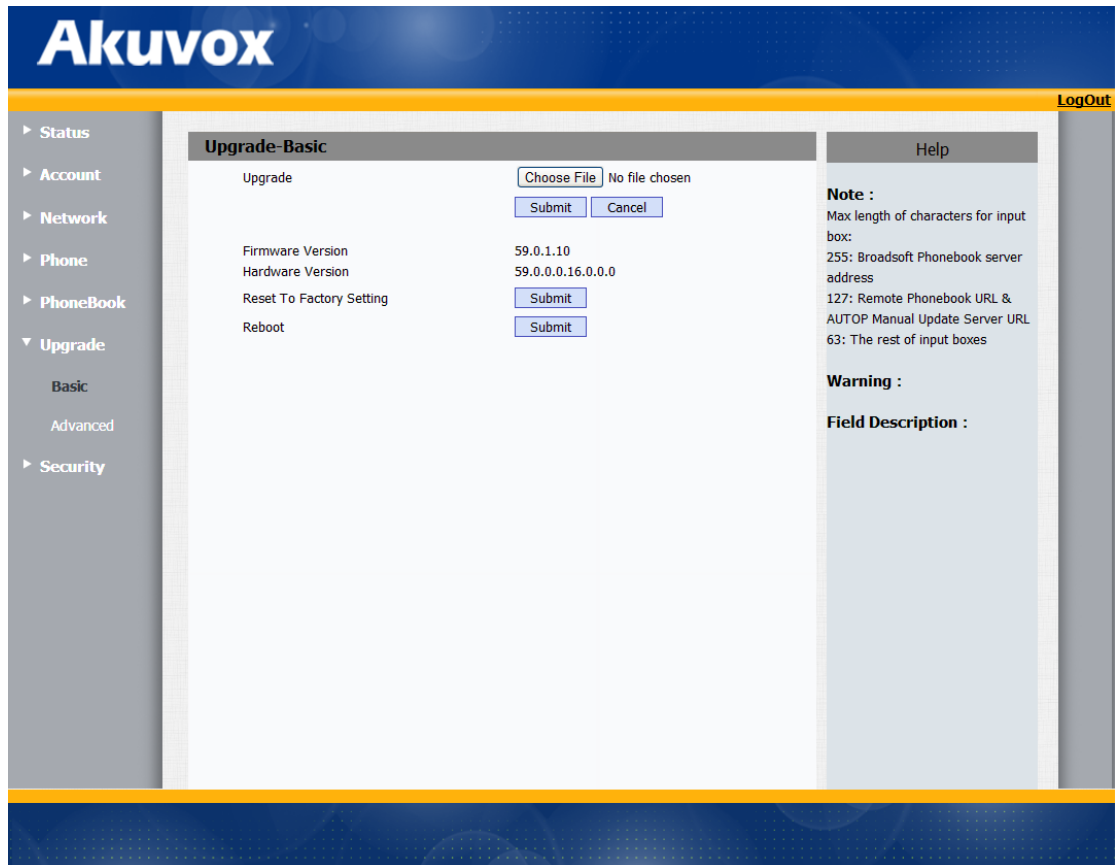 Akuvox
LogOut
Status
Account
Network
Phone
PhoneBook
Upgrade
Basic
Advanced
Security
Upgrade-Basic
Upgrade Choose File No file chosen
Submit Cancel
Firmware Version 59.0.1.10
Hardware Version 59.0.0.0.16.0.0.0
Reset To Factory Setting Submit
Reboot Submit
Help
Note :
Max length of characters for input
box:
255: Broadsoft Phonebook server
address
127: Remote Phonebook URL &
AUTOP Manual Update Server URL
63: The rest of input boxes
Warning :
Field Description :